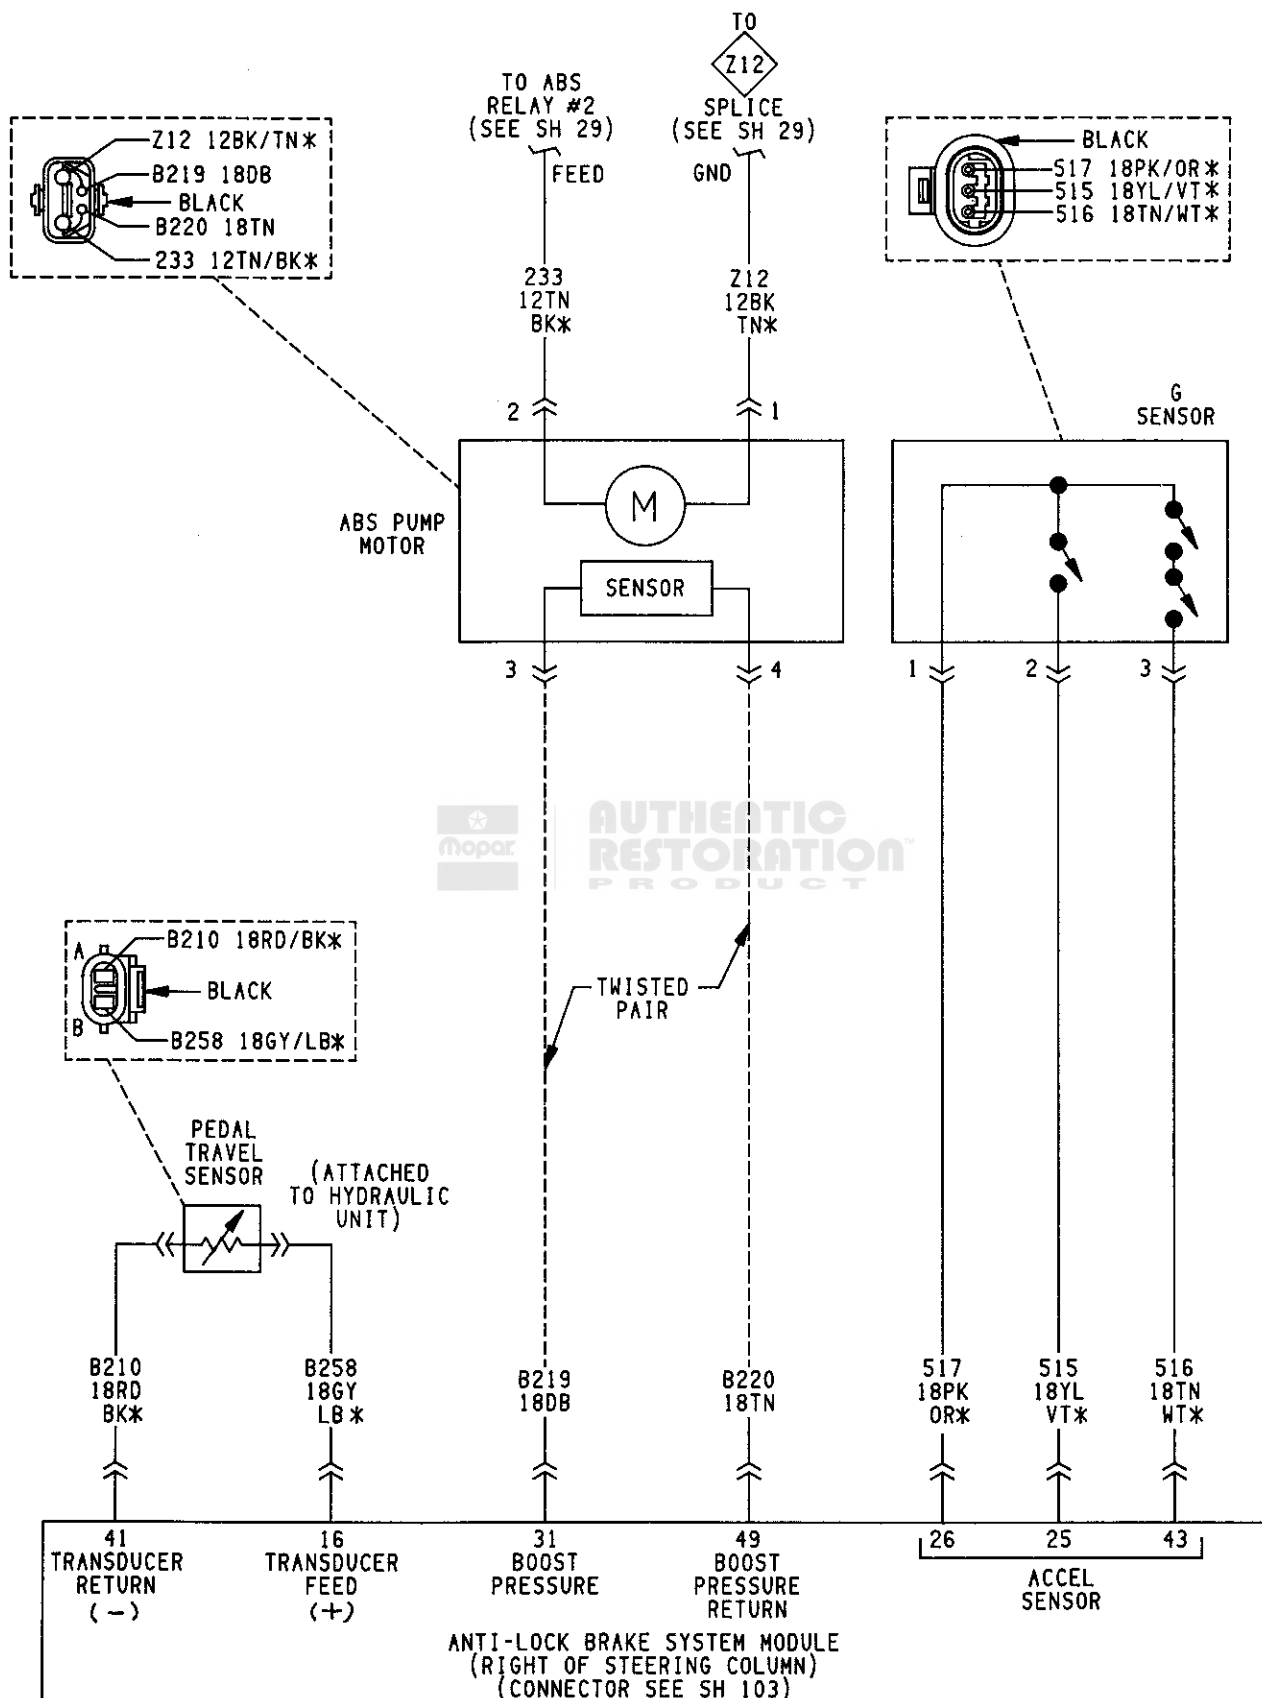 TO
Z12
SPLICE
(SEE SH 29)
TO ABS
RELAY #2
(SEE SH 29)
FEED
GND
Z12 12BK/TN*
B219 18DB
BLACK
B220 18TN
233 12TN/BK*
BLACK
517 18PK/OR*
515 18YL/VT*
516 18TN/WT*
233
12TN
BK*
Z12
12BK
TN*
2
1
G
SENSOR
ABS PUMP
MOTOR
M
SENSOR
3
4
1
2
3
Mopar
AUTHENTIC
RESTORATION™
PRODUCT
A
B210 18RD/BK*
BLACK
B
B258 18GY/LB*
TWISTED
PAIR
PEDAL
TRAVEL
SENSOR
(ATTACHED
TO HYDRAULIC
UNIT)
B210
18RD
BK*
B258
18GY
LB*
B219
18DB
B220
18TN
517
18PK
OR*
515
18YL
VT*
516
18TN
WT*
41
TRANSDUCER
RETURN
(-)
16
TRANSDUCER
FEED
(+)
31
BOOST
PRESSURE
49
BOOST
PRESSURE
RETURN
26
25
43
ACCEL
SENSOR
ANTI-LOCK BRAKE SYSTEM MODULE
(RIGHT OF STEERING COLUMN)
(CONNECTOR SEE SH 103)